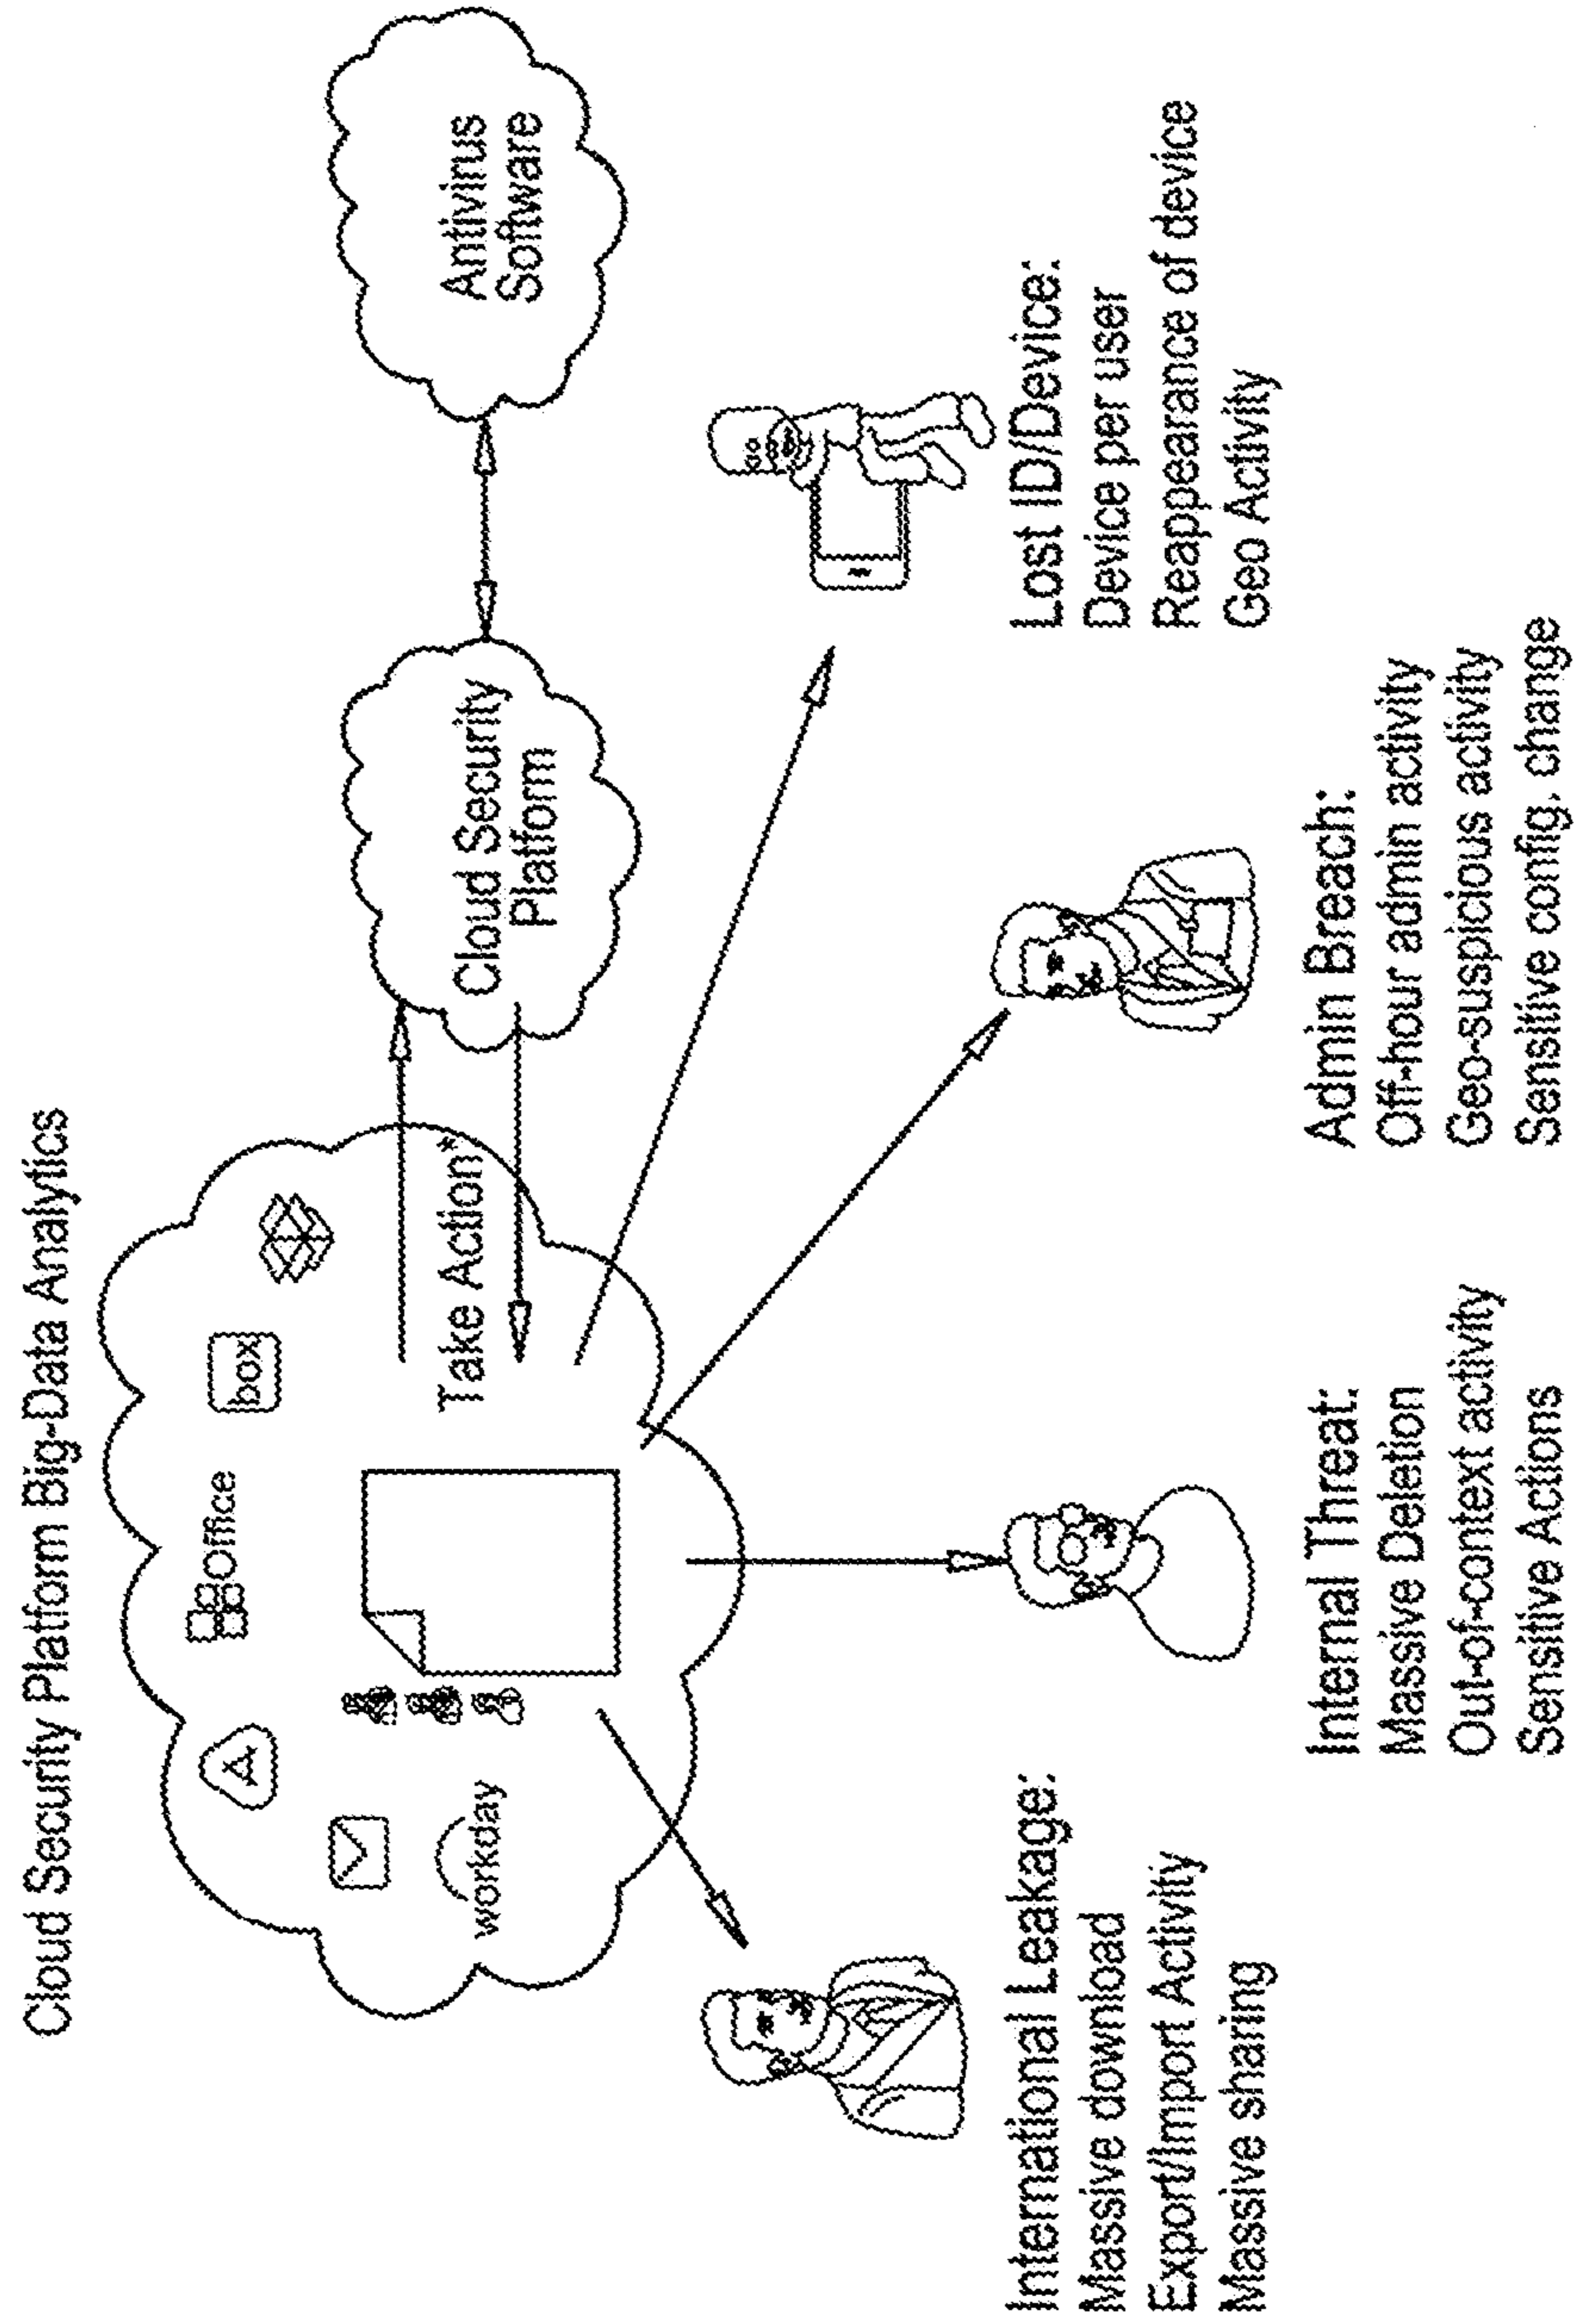 Cloud Security Platform Big-Data Analytics
Office
box
workday
Take Action*
Cloud Security
Platform
Antivirus
Software
International Leakage:
Massive download
Export/Import Activity
Massive sharing
Internal Threat:
Massive Deletion
Out-of-context activity
Sensitive Actions
Admin Breach:
Off-hour admin activity
Geo-suspicious activity
Sensitive config. change
Lost ID/Device:
Device per user
Reappearance of device
Geo Activity